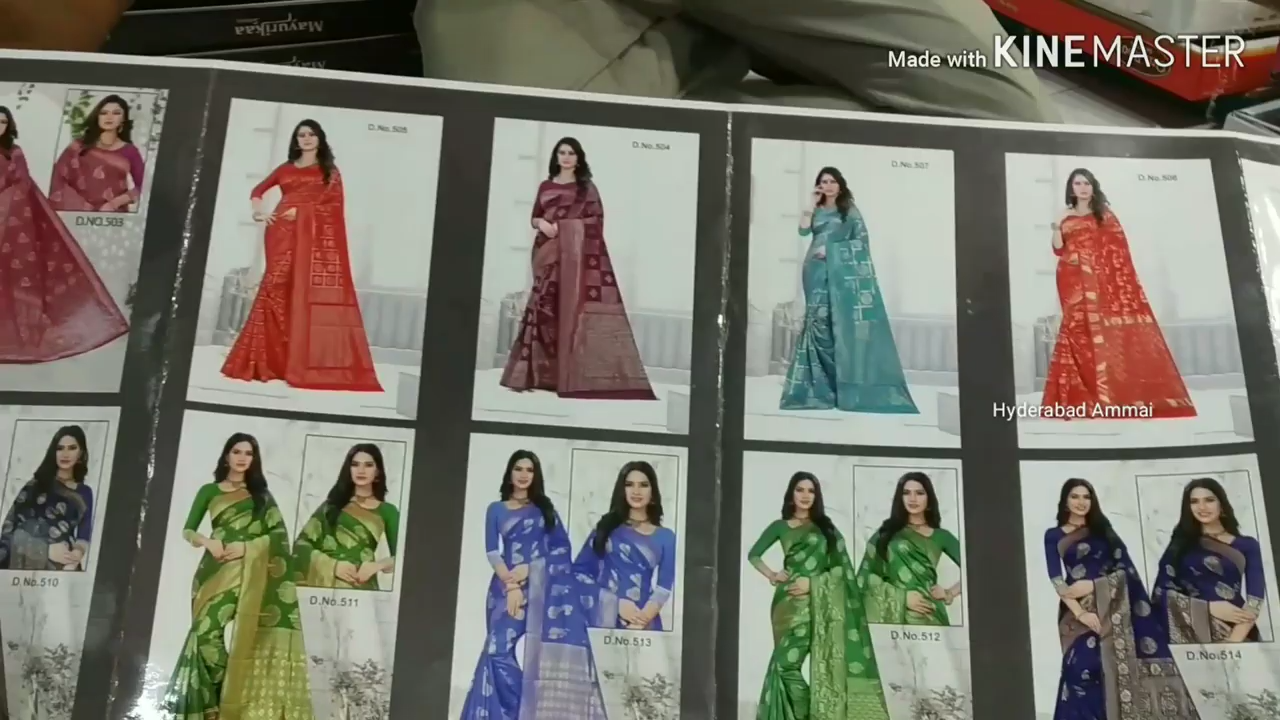 Mayurikaa
Made with KINEMASTER
D.NO.503
D.No.505
D.No.504
D.No.507
D.No.506
Hyderabad Ammai
D.No.510
D.No.511
D.No.513
D.No.512
D.No.514